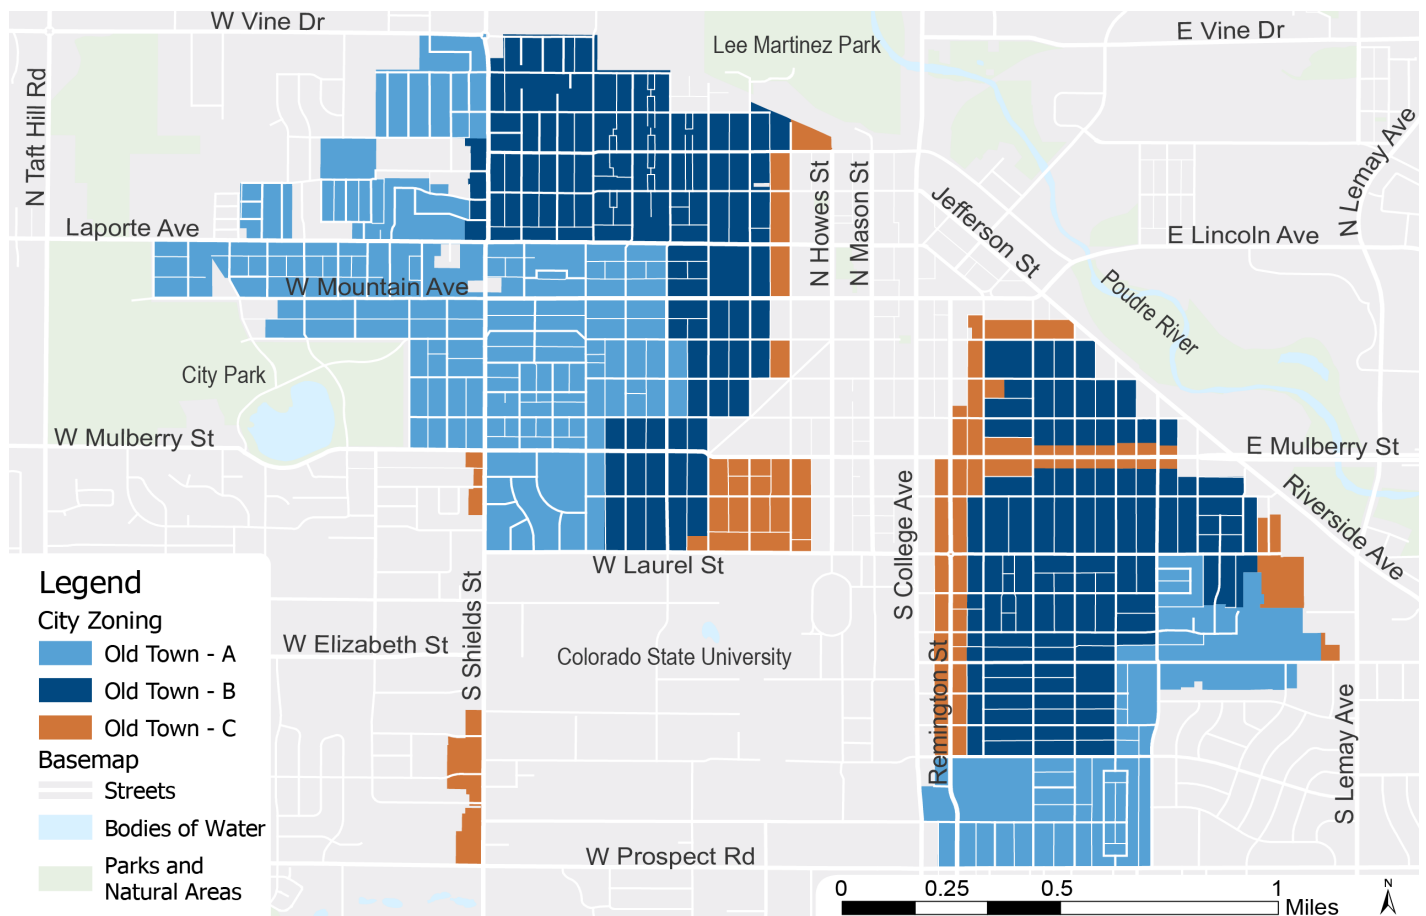 W Vine Dr
Lee Martinez Park
E Vine Dr
N Taft Hill Rd
N Lemay Ave
Laporte Ave
N Howes St
N Mason St
Jefferson St
E Lincoln Ave
W Mountain Ave
Poudre River
City Park
W Mulberry St
E Mulberry St
S College Ave
Riverside Ave
W Laurel St
Legend
City Zoning
Old Town - A
Old Town - B
Old Town - C
Basemap
Streets
Bodies of Water
Parks and
Natural Areas
S Shields St
W Elizabeth St
Colorado State University
Remington St
S Lemay Ave
W Prospect Rd
0 0.25 0.5 1
Miles
N